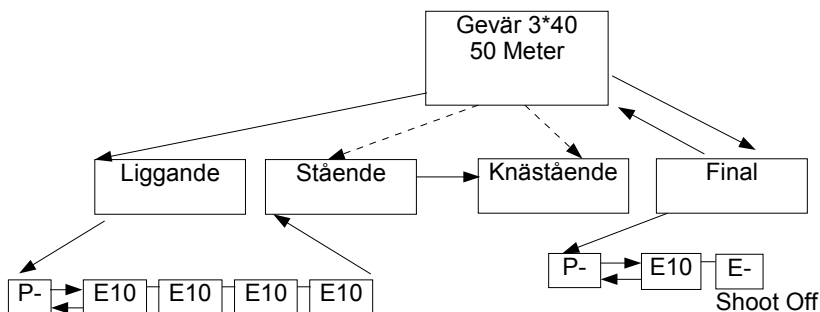 Gevär 3*40
50 Meter
Liggande
Stående
Knästående
Final
P-
E10
E10
E10
E10
P-
E10
E-
Shoot Off